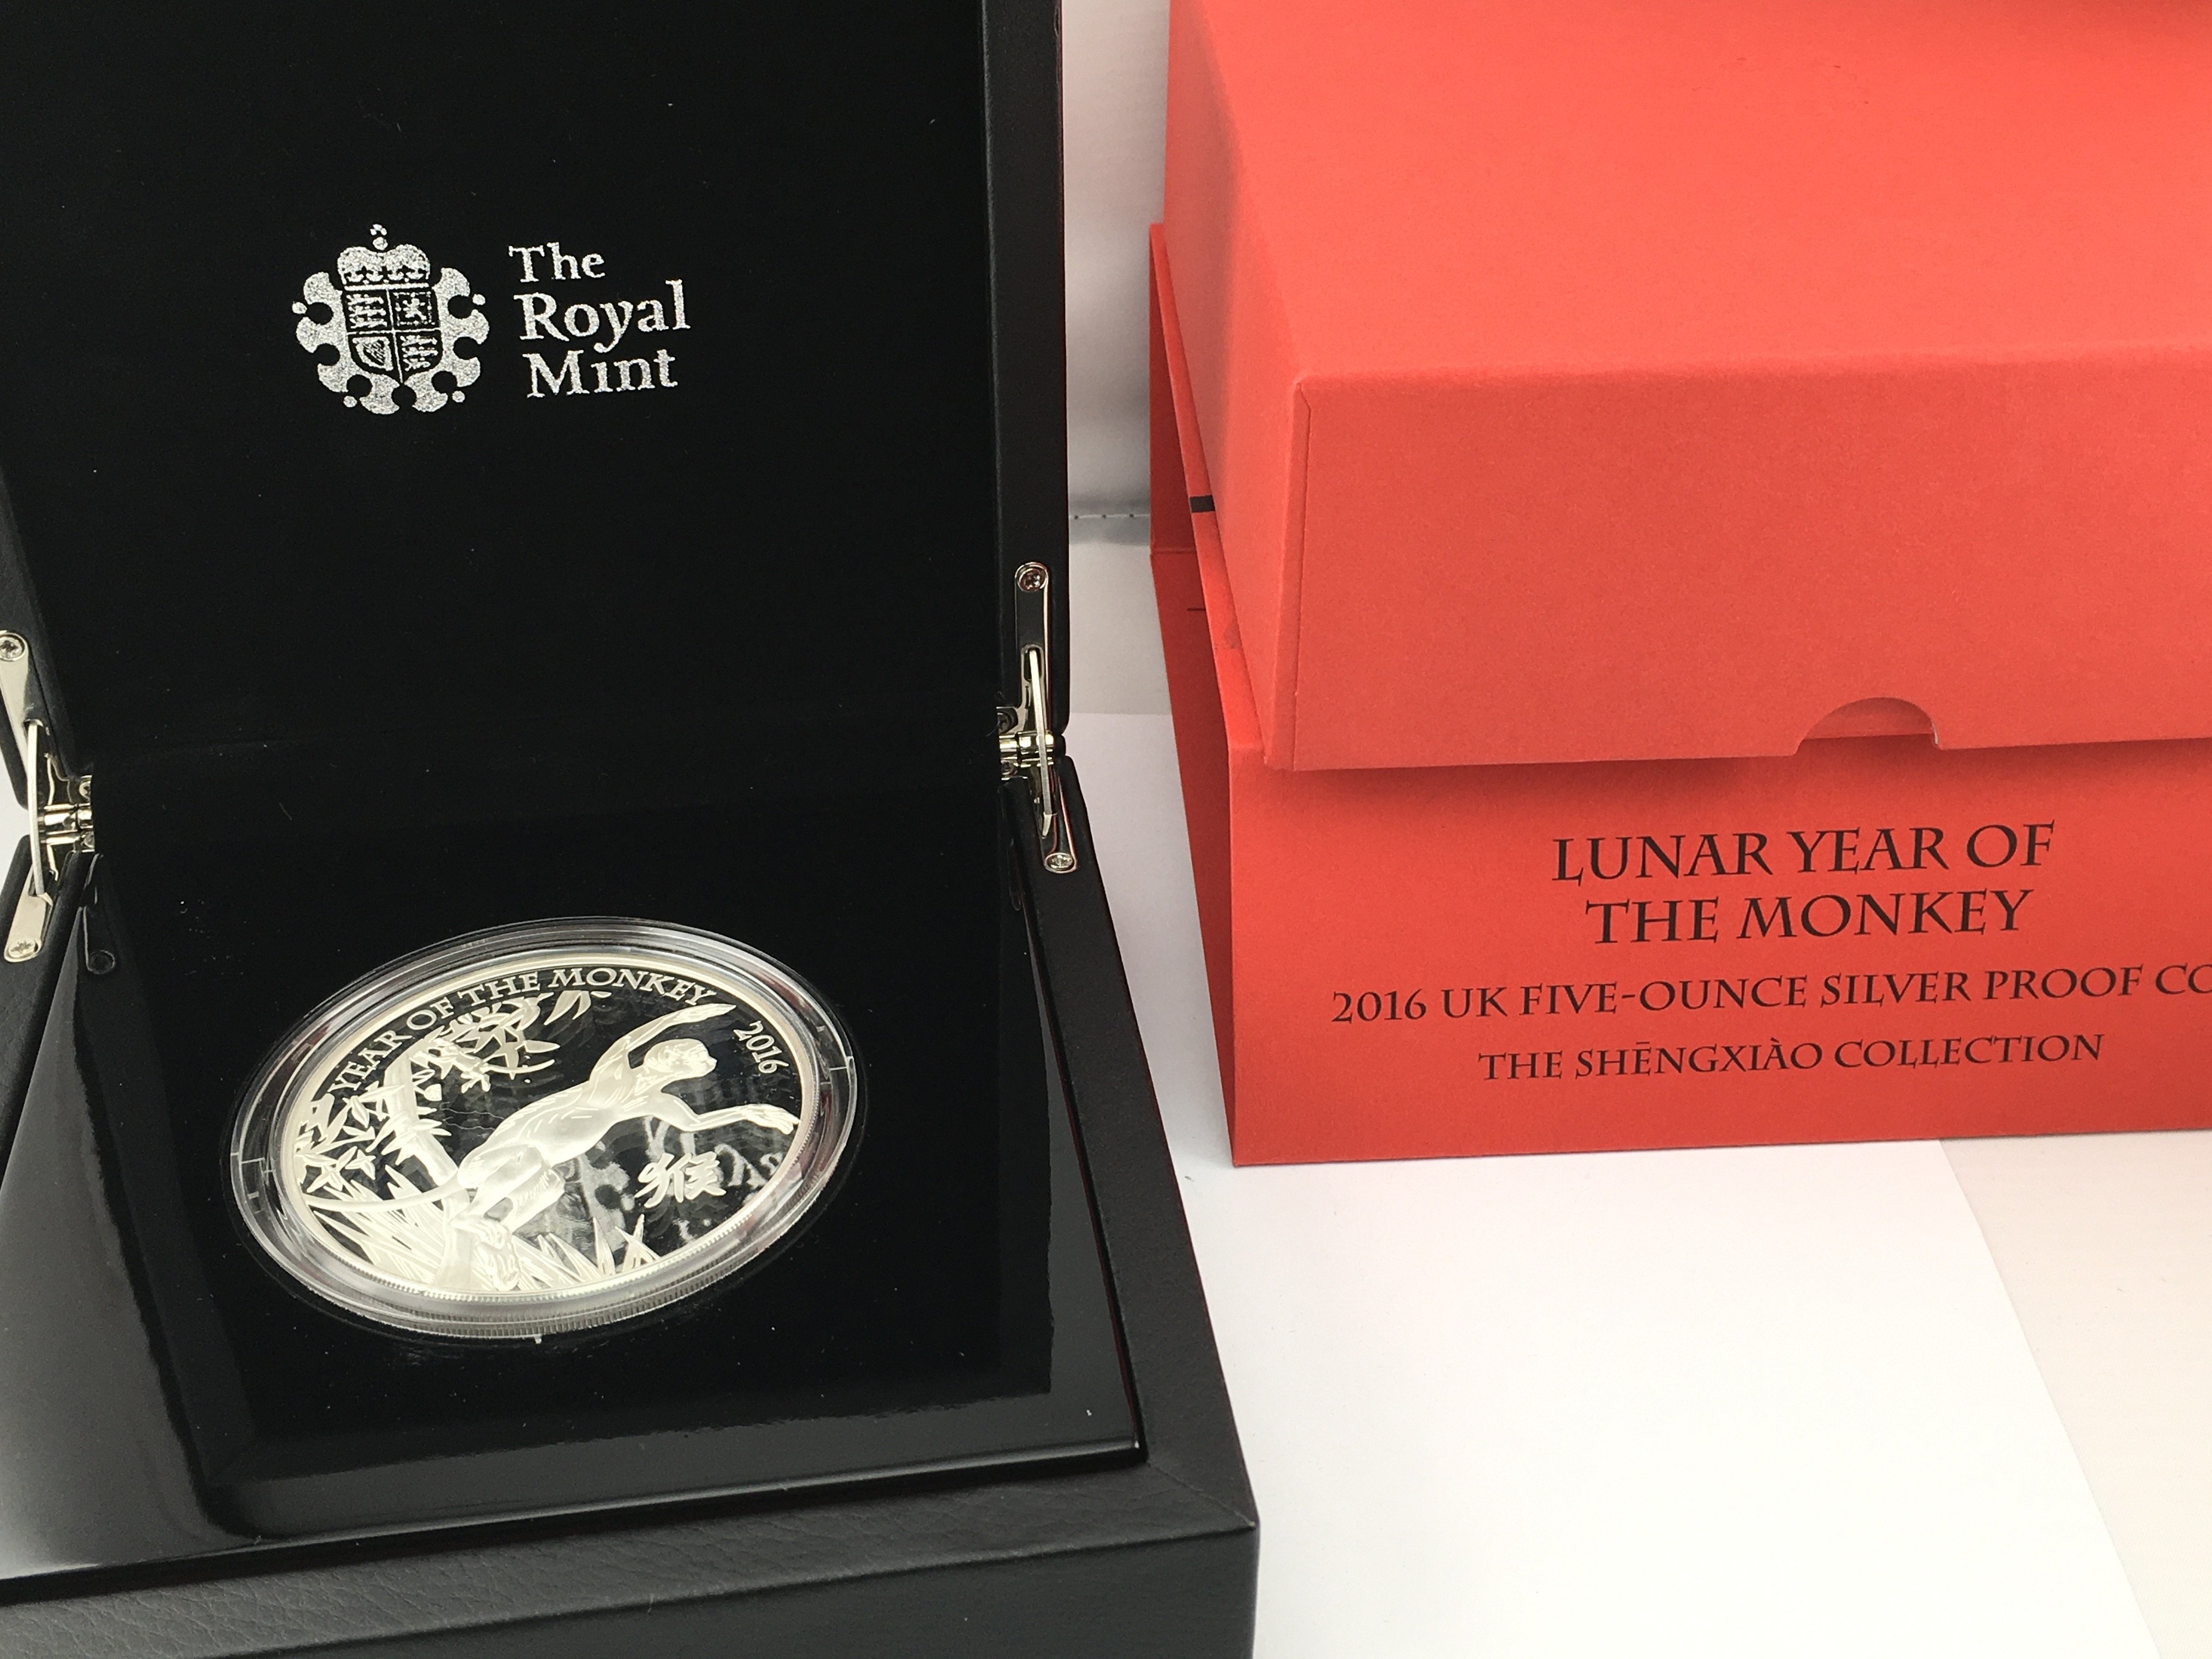 The
Royal
Mint
YEAR OF THE MONKEY 2016
猴
LUNAR YEAR OF
THE MONKEY
2016 UK FIVE-OUNCE SILVER PROOF CO
THE SHĒNGXIÀO COLLECTION